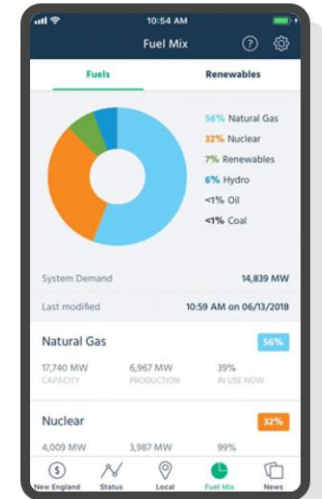 10:54 AM
Fuel Mix
?
Fuels Renewables
56% Natural Gas
32% Nuclear
7% Renewables
6% Hydro
<1% Oil
<1% Coal
System Demand 14,839 MW
Last modified 10:59 AM on 06/13/2018
Natural Gas 56%
17,740 MW 6,967 MW 39%
CAPACITY PRODUCTION IN USE NOW
Nuclear 32%
4,009 MW 3,987 MW 99%
$
New England Status Local Fuel Mix News